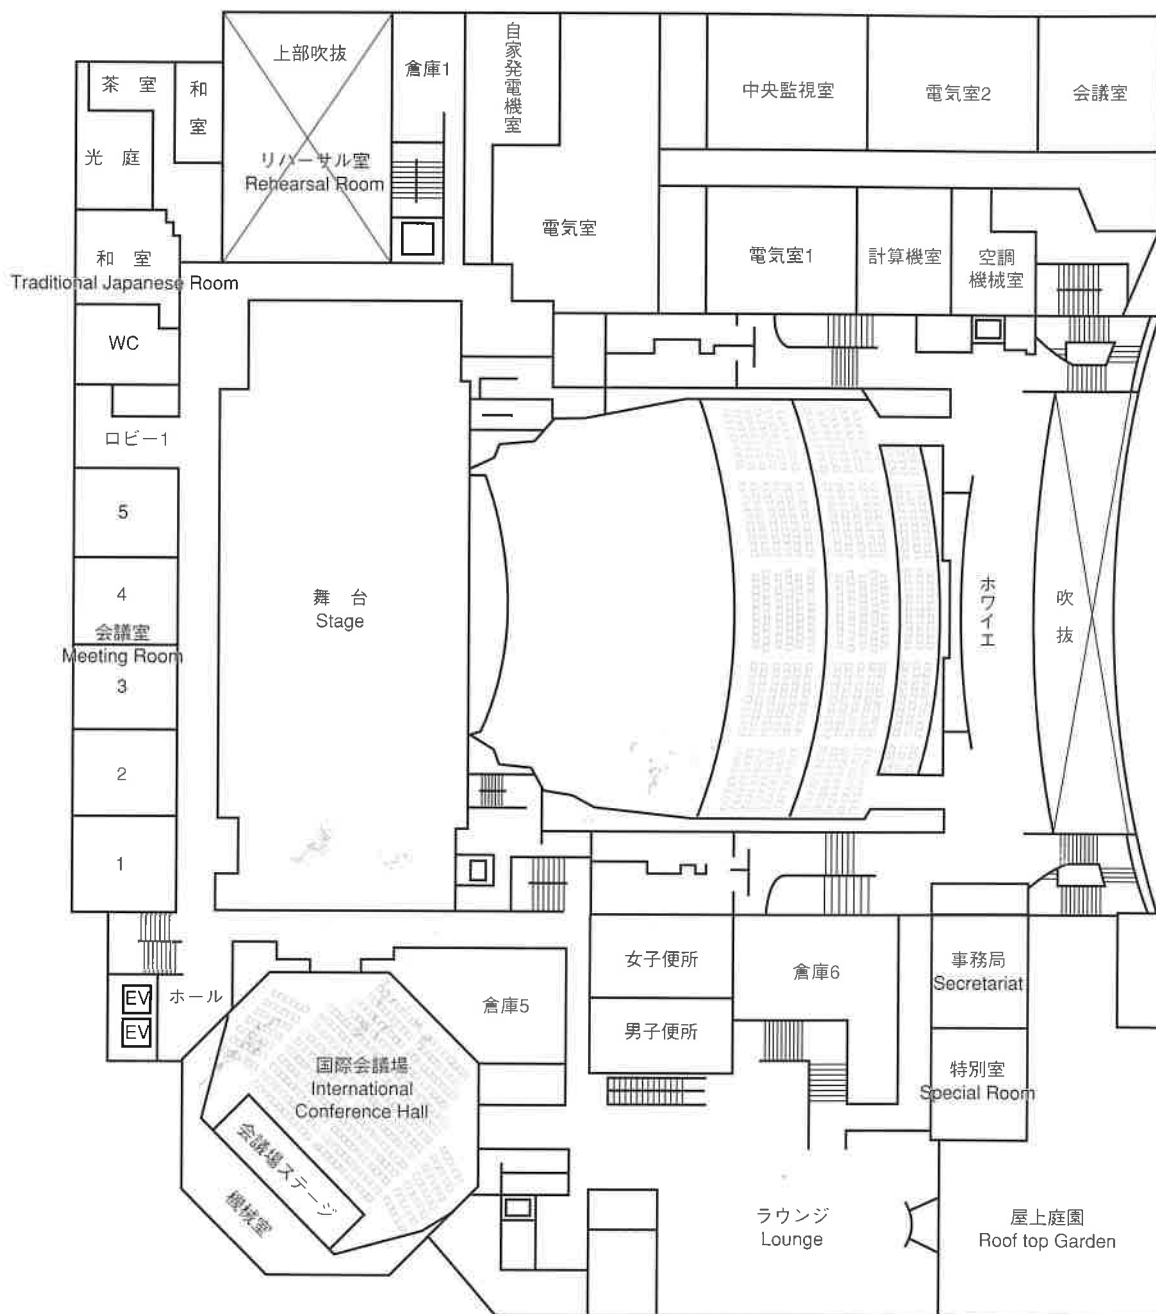 上部吹抜
リハーサル室
Rehearsal Room
倉庫1
自家発電機室
中央監視室
電気室2
会議室
茶 室
和室
光 庭
和 室
Traditional Japanese Room
電気室
電気室1
計算機室
空調
機械室
WC
ロビー1
5
4
会議室
Meeting Room
3
2
1
舞 台
Stage
ホワイエ
吹抜
EV
EV
ホール
国際会議場
International
Conference Hall
会議場ステージ
機械室
倉庫5
女子便所
男子便所
倉庫6
事務局
Secretariat
特別室
Special Room
ラウンジ
Lounge
屋上庭園
Roof top Garden